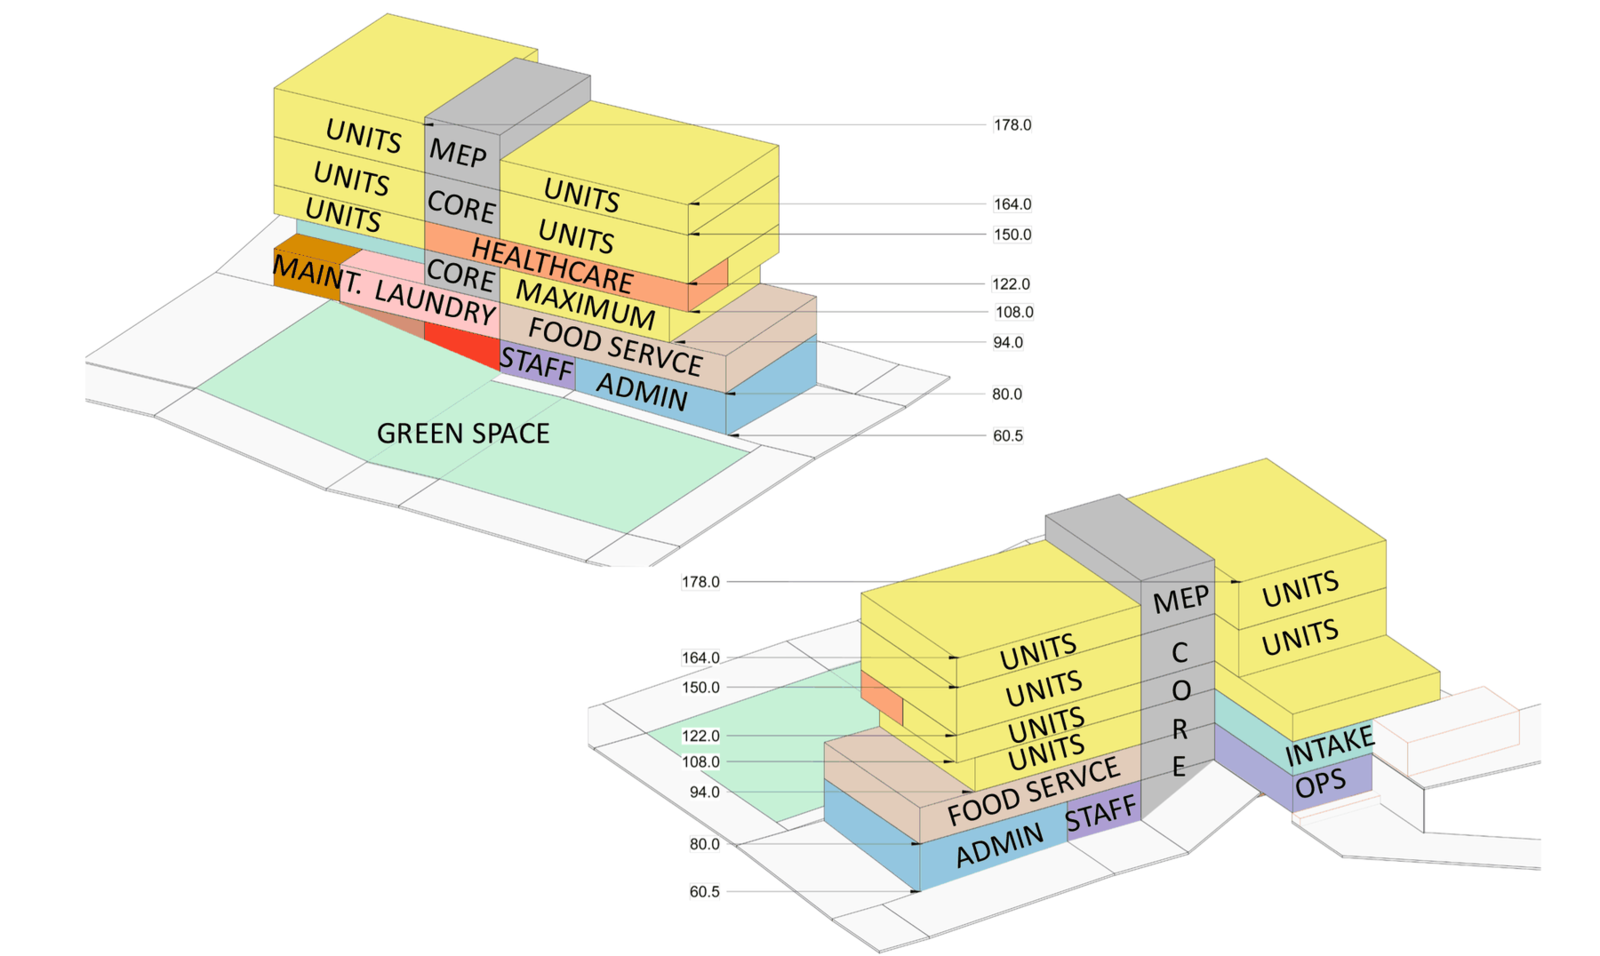 UNITS
MEP
178.0
UNITS
CORE
UNITS
164.0
UNITS
UNITS
150.0
HEALTHCARE
MAINT.
LAUNDRY
CORE
MAXIMUM
122.0
108.0
FOOD SERVCE
94.0
STAFF
ADMIN
80.0
GREEN SPACE
60.5
178.0
MEP
UNITS
UNITS
164.0
UNITS
C
O
R
E
150.0
UNITS
122.0
UNITS
108.0
UNITS
INTAKE
94.0
FOOD SERVCE
OPS
80.0
ADMIN
STAFF
60.5